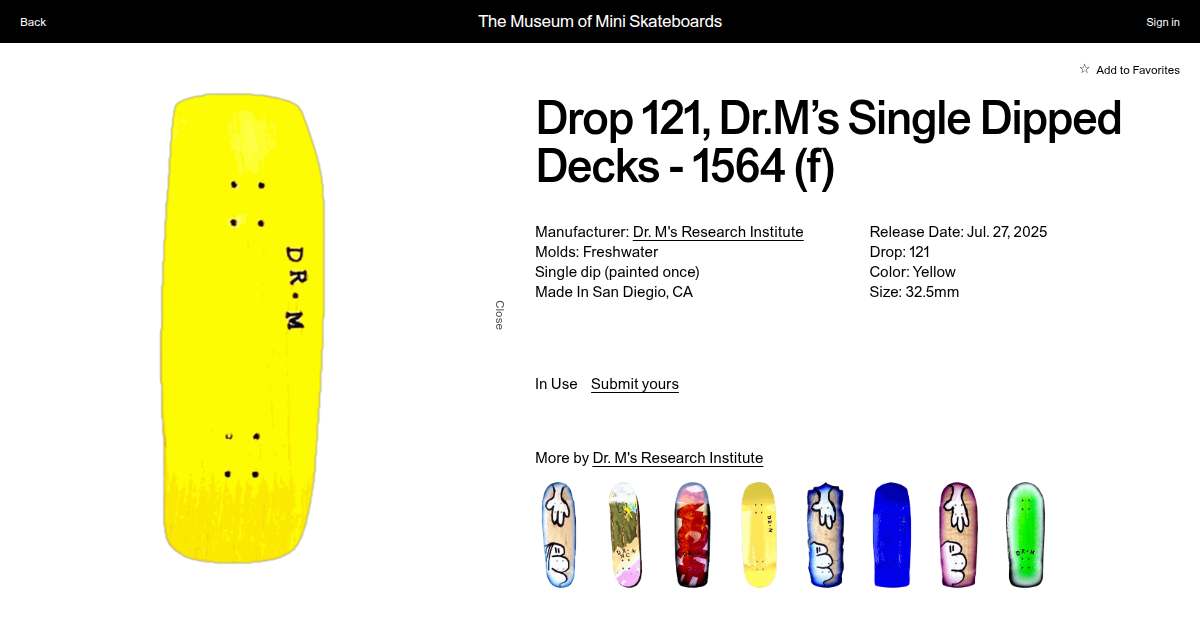 Back
The Museum of Mini Skateboards
Sign in
☆ Add to Favorites
Drop 121, Dr.M’s Single Dipped
Decks - 1564 (f)
Manufacturer: Dr. M's Research Institute
Molds: Freshwater
Single dip (painted once)
Made In San Diegio, CA
Release Date: Jul. 27, 2025
Drop: 121
Color: Yellow
Size: 32.5mm
DR.M
Close
In Use Submit yours
More by Dr. M's Research Institute
DR.M
DR.M